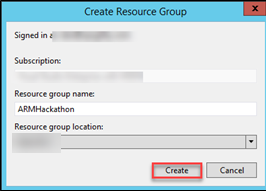 Create Resource Group
Signed in a
Subscription:
Resource group name:
ARMHackathon
Resource group location:
Create
Cancel